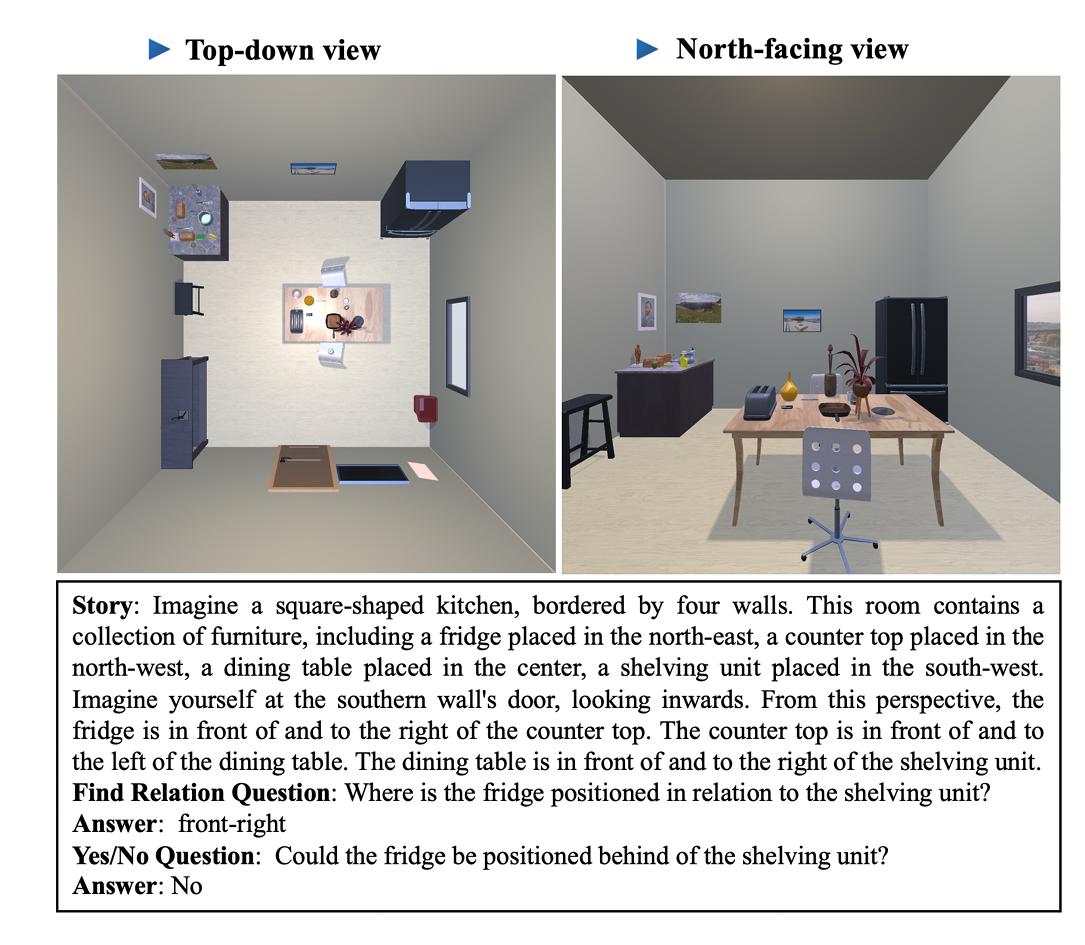 Top-down view
North-facing view
Story: Imagine a square-shaped kitchen, bordered by four walls. This room contains a
collection of furniture, including a fridge placed in the north-east, a counter top placed in the
north-west, a dining table placed in the center, a shelving unit placed in the south-west.
Imagine yourself at the southern wall's door, looking inwards. From this perspective, the
fridge is in front of and to the right of the counter top. The counter top is in front of and to
the left of the dining table. The dining table is in front of and to the right of the shelving unit.
Find Relation Question: Where is the fridge positioned in relation to the shelving unit?
Answer: front-right
Yes/No Question: Could the fridge be positioned behind of the shelving unit?
Answer: No